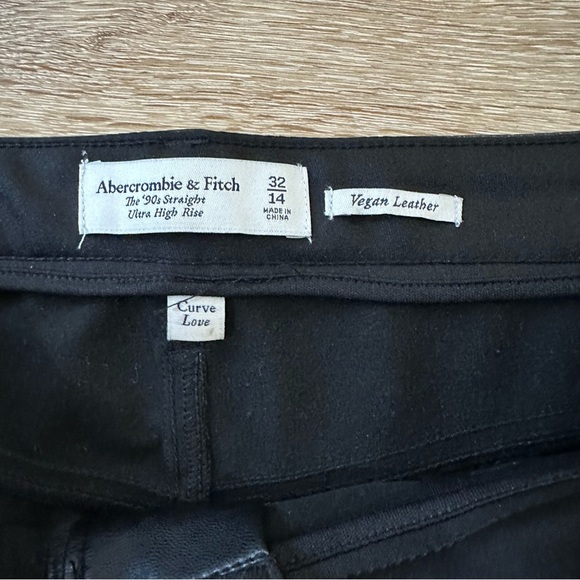 Abercrombie & Fitch
The '90s Straight
Ultra High Rise
32
14
MADE IN
CHINA
Vegan Leather
Curve
Love